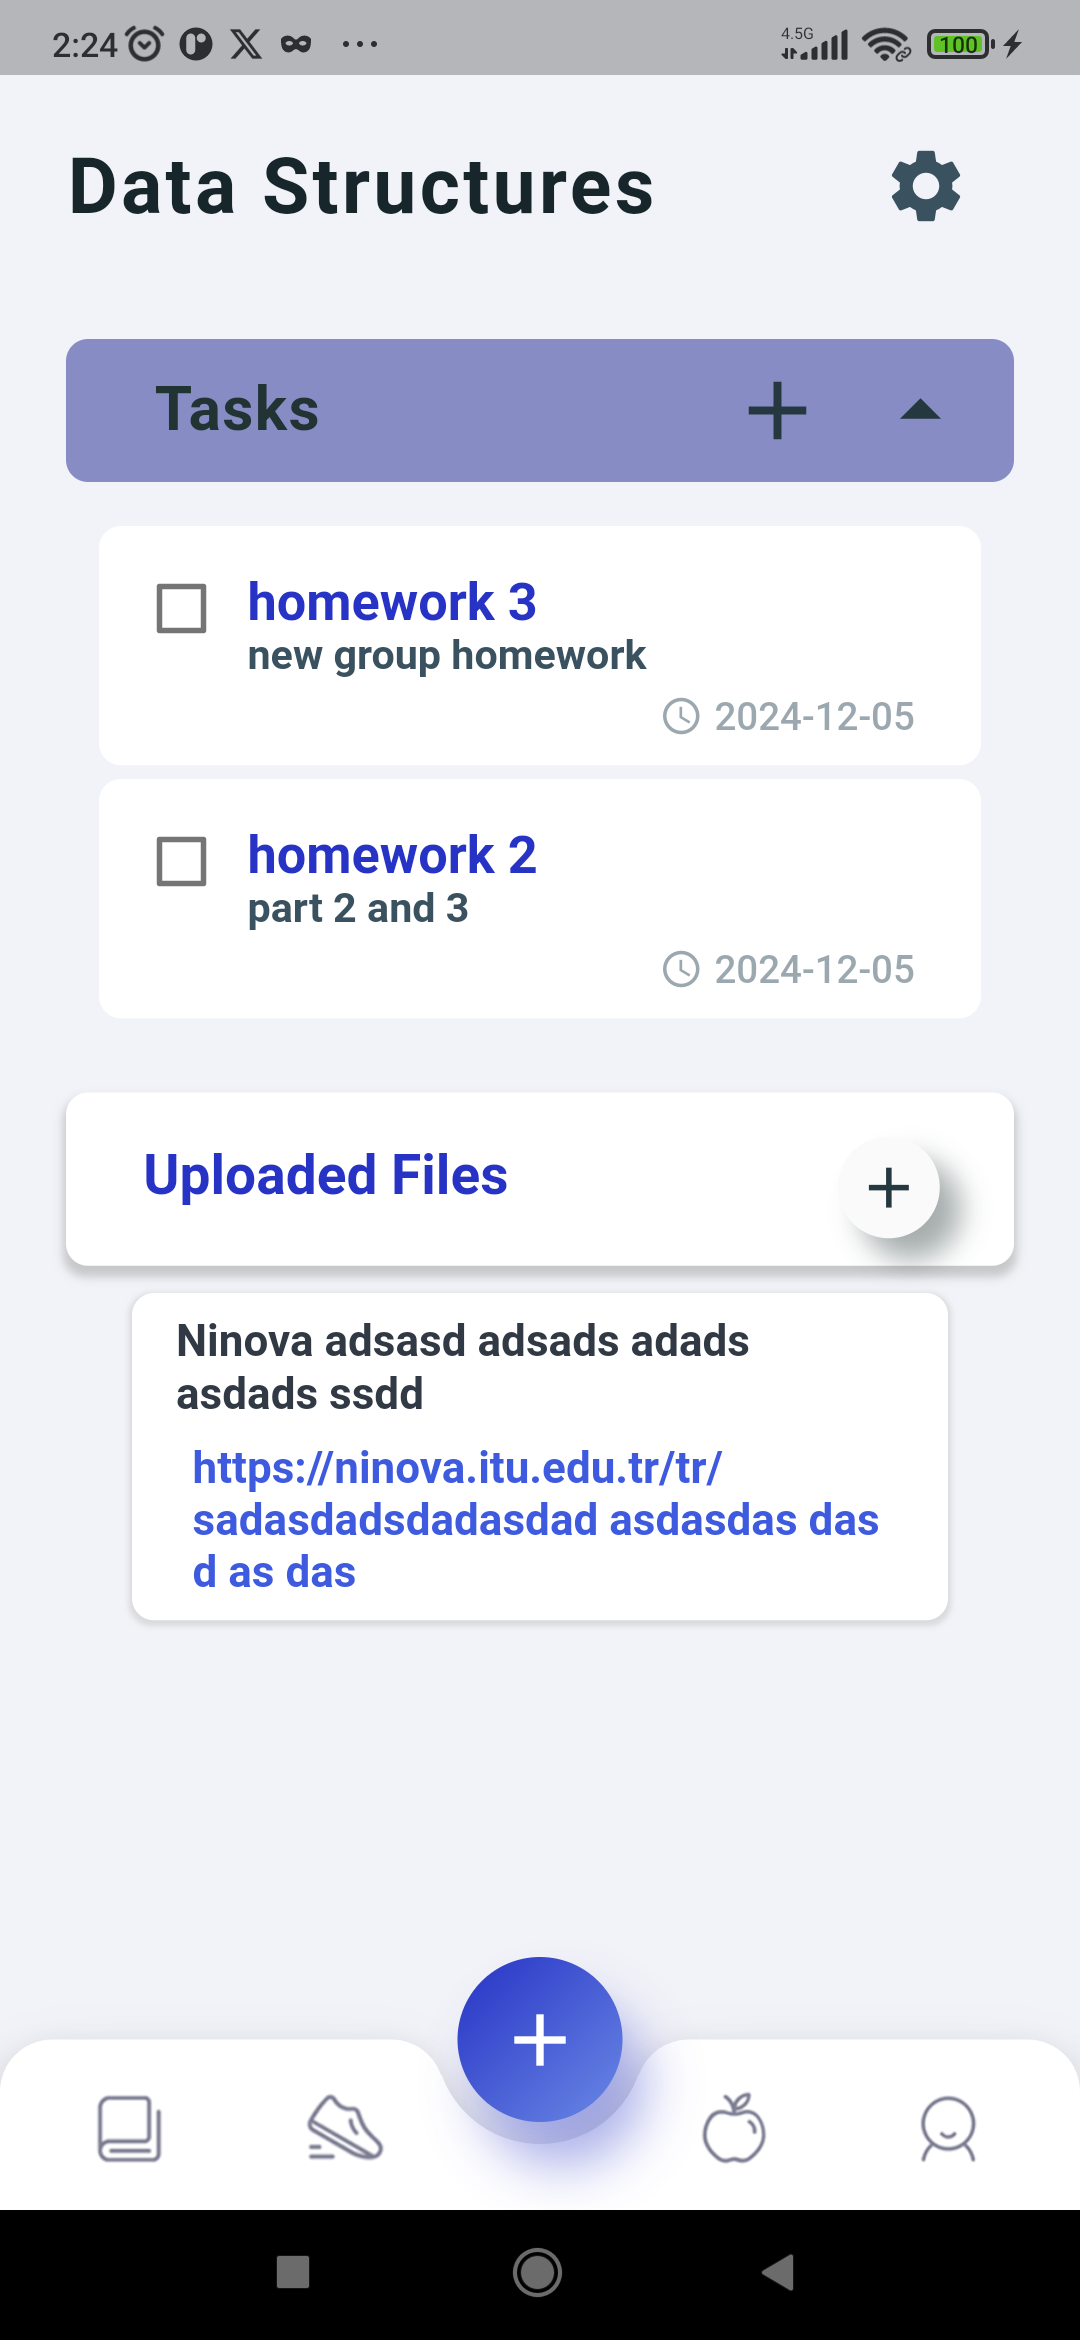 2:24
4.5G
100
Data Structures
Tasks
homework 3
new group homework
2024-12-05
homework 2
part 2 and 3
2024-12-05
Uploaded Files
Ninova adsasd adsads adads
asdads ssdd
https://ninova.itu.edu.tr/tr/
sadasdadsdadasdad asdasdas das
d as das